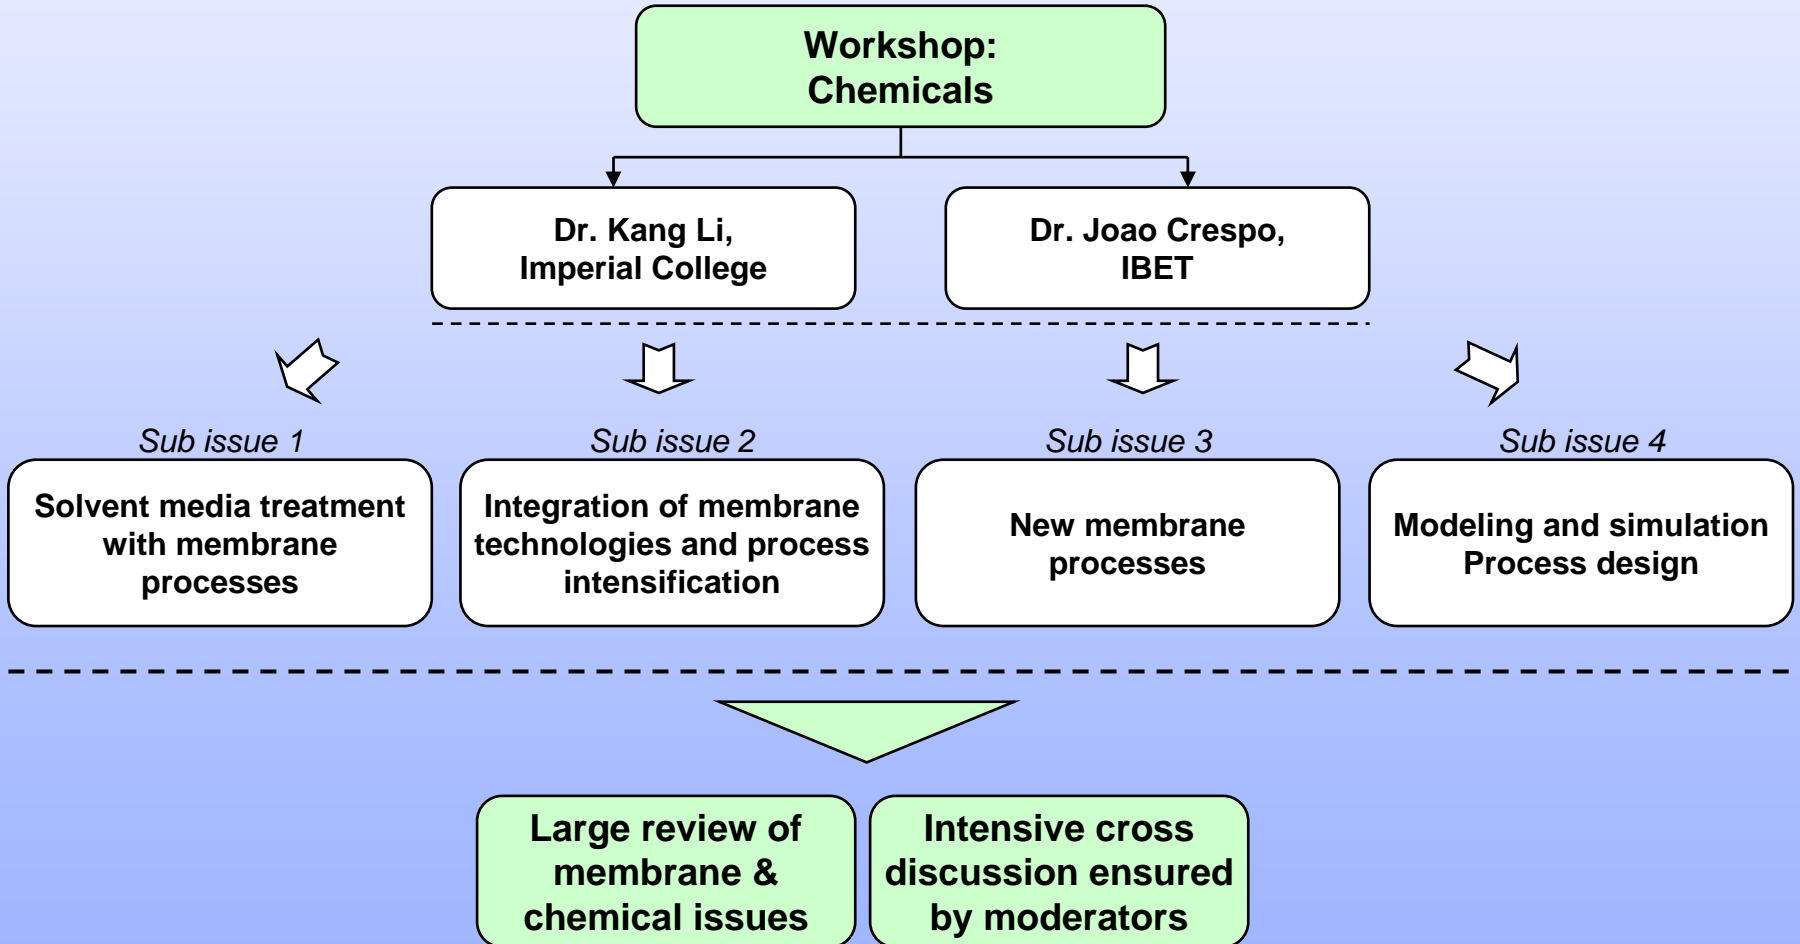 Workshop:
Chemicals
Dr. Kang Li,
Imperial College
Dr. Joao Crespo,
IBET
Sub issue 1
Solvent media treatment
with membrane
processes
Sub issue 2
Integration of membrane
technologies and process
intensification
Sub issue 3
New membrane
processes
Sub issue 4
Modeling and simulation
Process design
Large review of
membrane &
chemical issues
Intensive cross
discussion ensured
by moderators